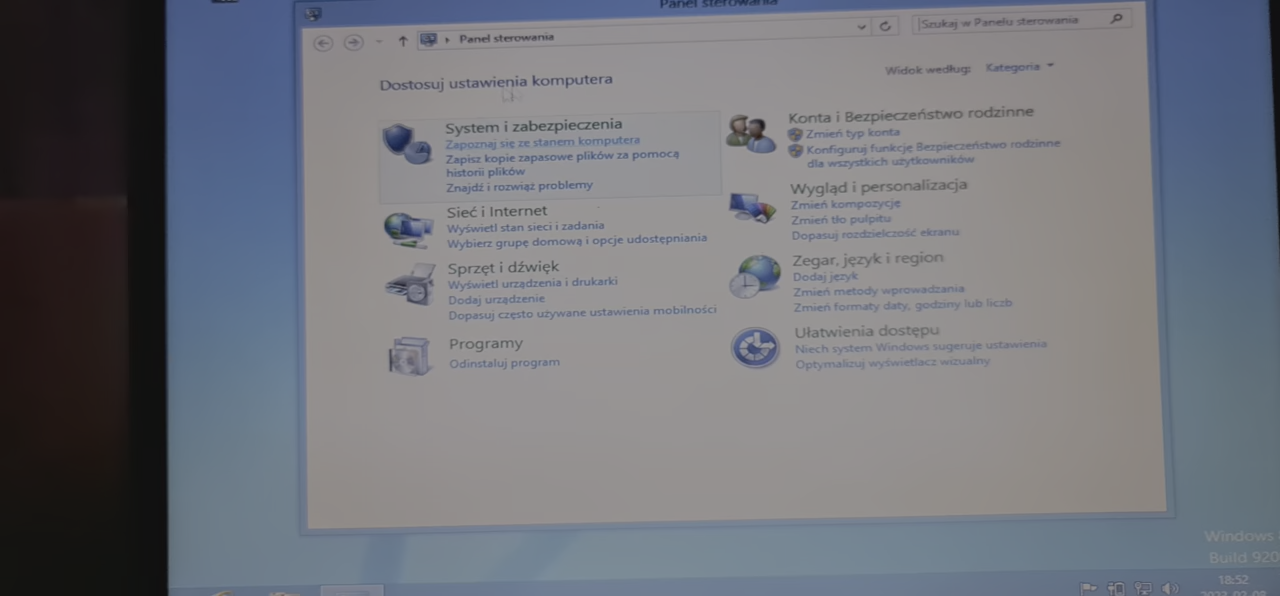 Panel sterowania
Panel sterowania
Szukaj w Panelu sterowania
Dostosuj ustawienia komputera
Widok według:
Kategoria
System i zabezpieczenia
Zapoznaj się ze stanem komputera
Zapisz kopie zapasowe plików za pomocą
historii plików
Znajdź i rozwiąż problemy
Sieć i Internet
Wyświetl stan sieci i zadania
Wybierz grupę domową i opcje udostępniania
Sprzęt i dźwięk
Wyświetl urządzenia i drukarki
Dodaj urządzenie
Dopasuj często używane ustawienia mobilności
Programy
Odinstaluj program
Konta i Bezpieczeństwo rodzinne
Zmień typ konta
Konfiguruj funkcję Bezpieczeństwo rodzinne
dla wszystkich użytkowników
Wygląd i personalizacja
Zmień kompozycję
Zmień tło pulpitu
Dopasuj rozdzielczość ekranu
Zegar, język i region
Dodaj język
Zmień metody wprowadzania
Zmień formaty daty, godziny lub liczb
Ułatwienia dostępu
Niech system Windows sugeruje ustawienia
Optymalizuj wyświetlacz wizualny
Windows
Build 920
18:52